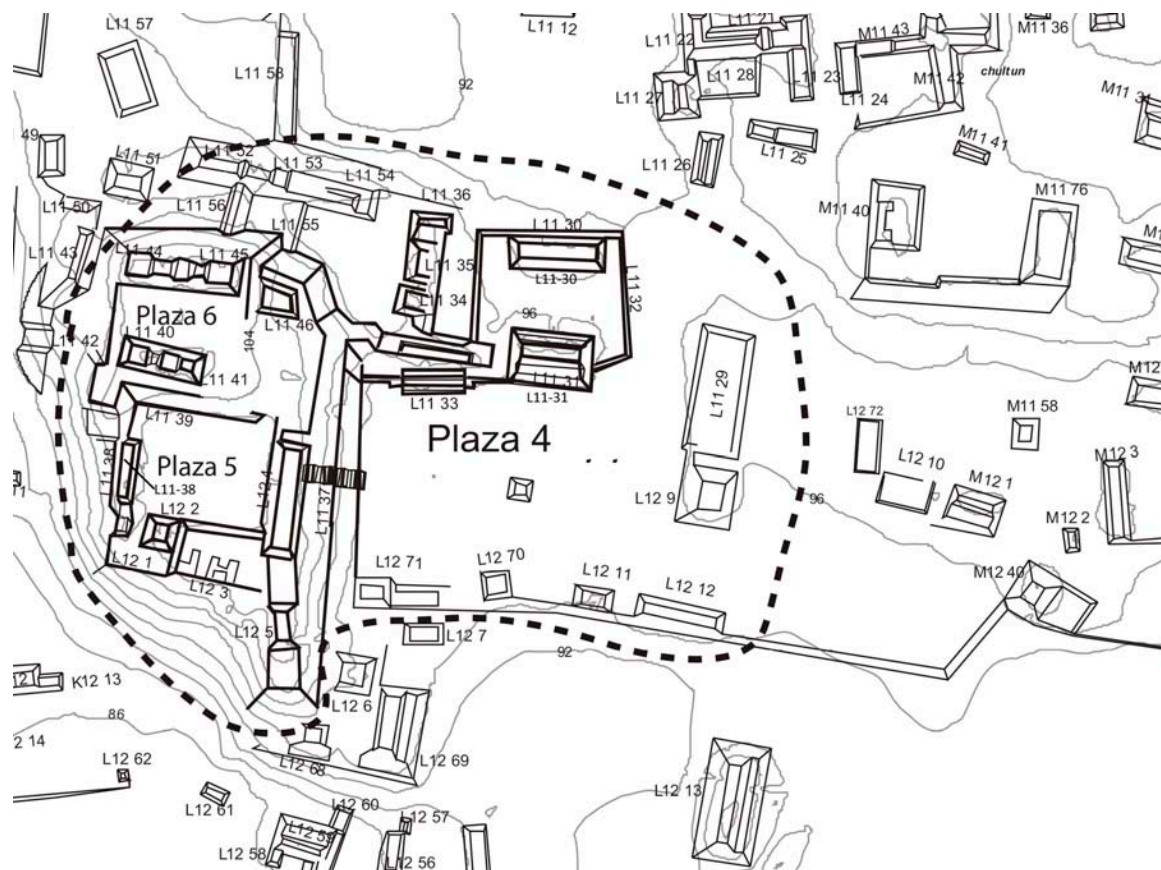 L11 57
L11 12
L11 21
L11 22
M11 43
M11 36
L11 58
92
L11 28
L11 23
M11 42
chultun
L11 27
L11 24
M11 31
49
L11 52
L11 53
L11 51
L11 54
L11 26
L11 25
M11 41
L11 50
L11 56
L11 36
M11 76
L11 55
L11 30
M11 40
L11 43
L11 44
L11 45
L11 35
L11-30
L11 32
M1
L11 34
Plaza 6
L11 46
96
L11 42
L11 40
104
M12
L11 41
L11 31
L11-31
L11 33
L11 29
L11 39
Plaza 4
L12 72
M11 58
L11 38
Plaza 5
L12 4
L12 10
M12 3
L11-38
L11 37
M12 1
11
L12 2
L12 9
96
M12 2
L12 1
L12 71
L12 70
L12 3
L12 11
L12 12
M12 40
L12 5
L12 7
92
K12 13
L12 6
86
2 14
L12 68
L12 69
L12 62
L12 13
L12 61
L12 60
L12 57
L12 59
L12 58
L12 56